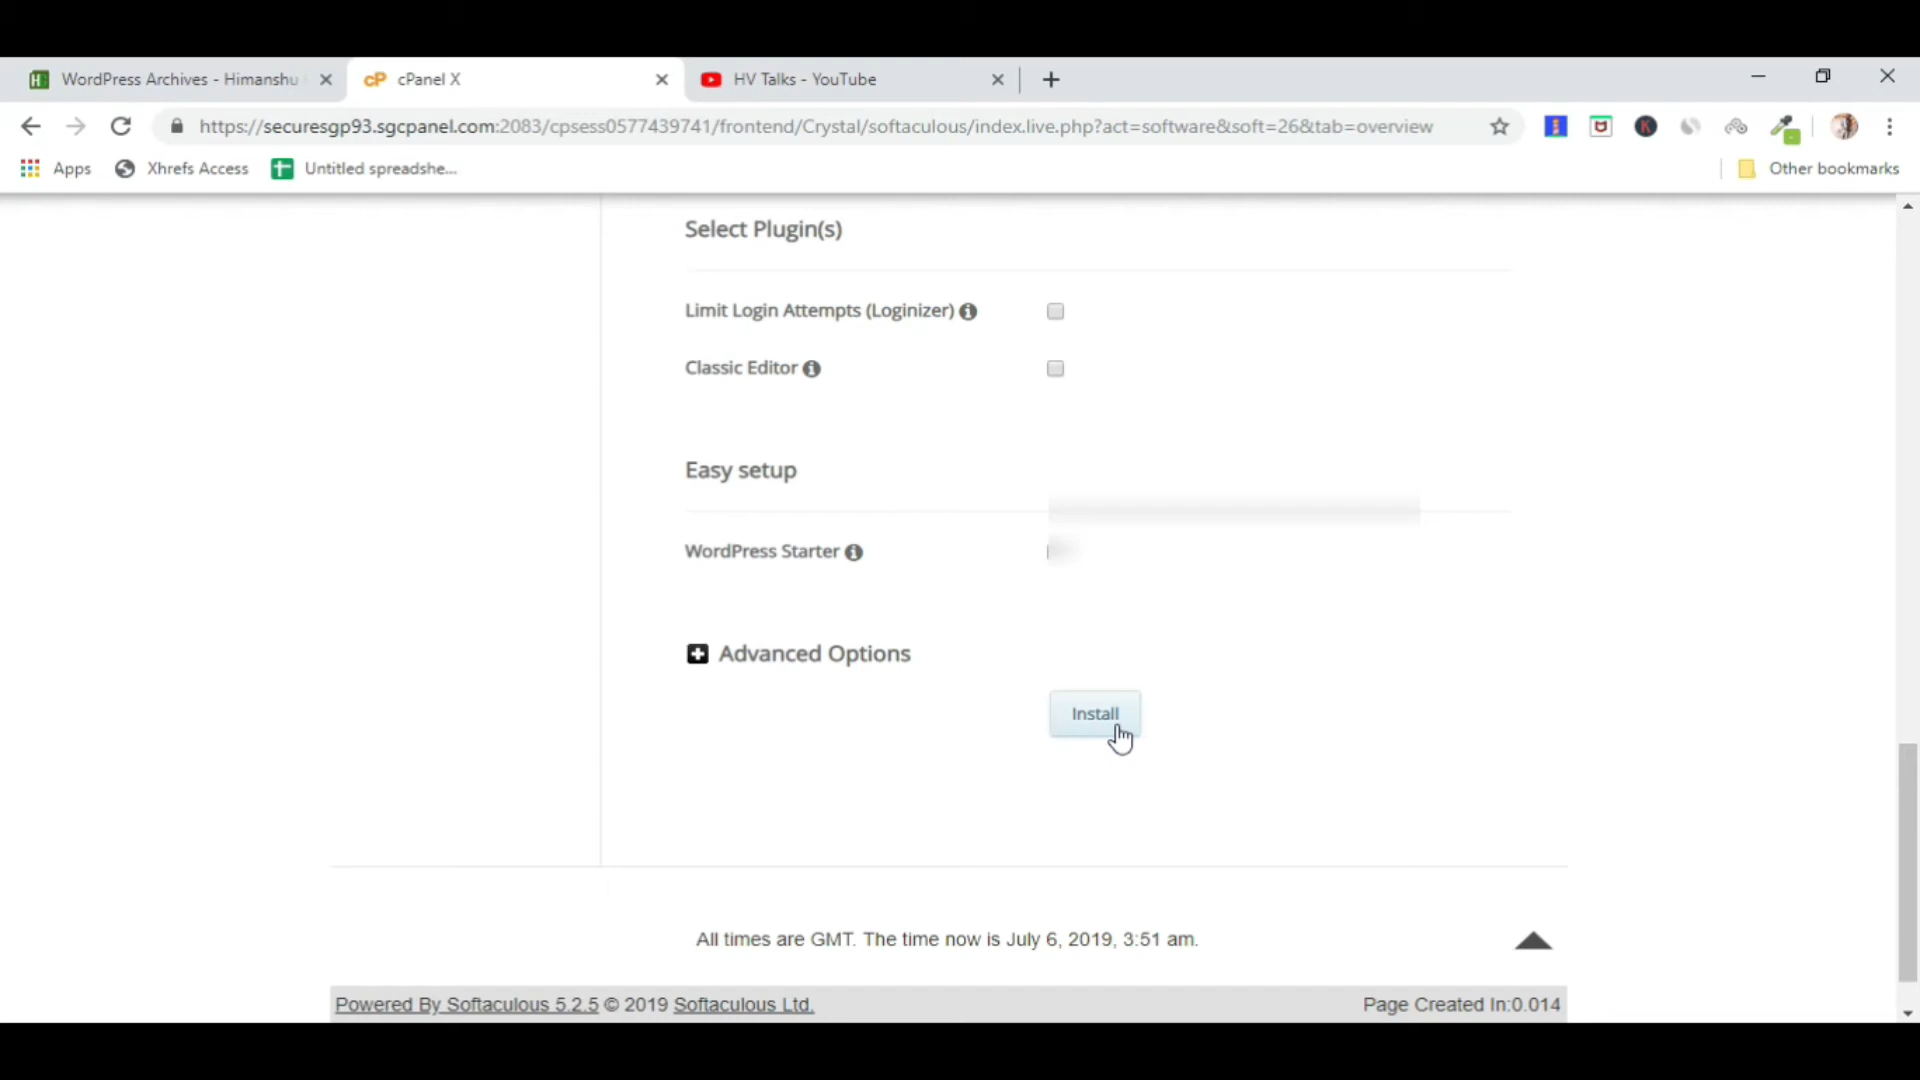 WordPress Archives - Himanshu
cPanel X
HV Talks - YouTube
https://securesgp93.sgcpanel.com:2083/cpsess0577439741/frontend/Crystal/softaculous/index.live.php?act=software&soft=26&tab=overview
Apps
Xhrefs Access
Untitled spreadshe...
Other bookmarks
Select Plugin(s)
Limit Login Attempts (Loginizer)
Classic Editor
Easy setup
WordPress Starter
Advanced Options
Install
All times are GMT. The time now is July 6, 2019, 3:51 am.
Powered By Softaculous 5.2.5 © 2019 Softaculous Ltd.
Page Created In:0.014